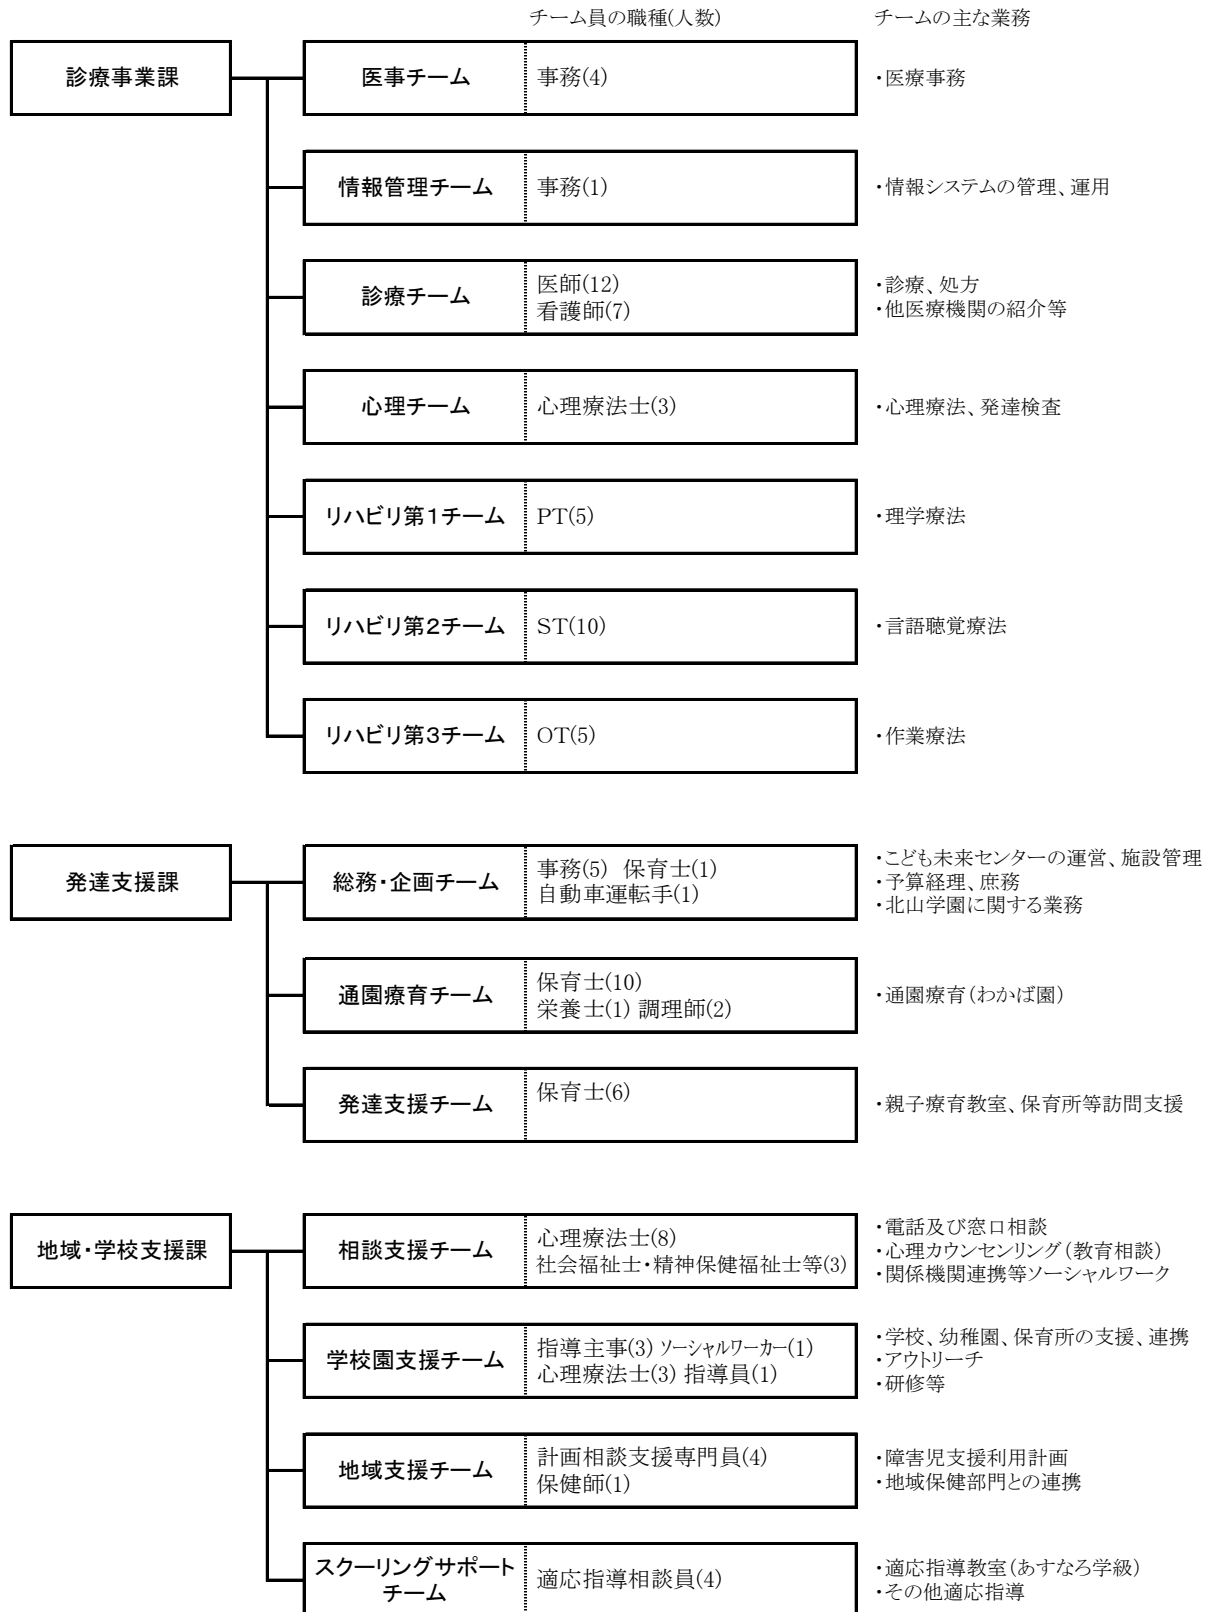 チーム員の職種(人数) チームの主な業務
診療事業課 医事チーム 事務(4) ・医療事務
情報管理チーム 事務(1) ・情報システムの管理、運用
診療チーム 医師(12) ・診療、処方
看護師(7) ・他医療機関の紹介等
心理チーム 心理療法士(3) ・心理療法、発達検査
リハビリ第1チーム PT(5) ・理学療法
リハビリ第2チーム ST(10) ・言語聴覚療法
リハビリ第3チーム OT(5) ・作業療法
発達支援課 総務・企画チーム 事務(5) 保育士(1) ・こども未来センターの運営、施設管理
自動車運転手(1) ・予算経理、庶務
・北山学園に関する業務
通園療育チーム 保育士(10) ・通園療育(わかば園)
栄養士(1) 調理師(2)
発達支援チーム 保育士(6) ・親子療育教室、保育所等訪問支援
地域・学校支援課 相談支援チーム 心理療法士(8) ・電話及び窓口相談
社会福祉士・精神保健福祉士等(3) ・心理カウンセンリング(教育相談)
・関係機関連携等ソーシャルワーク
学校園支援チーム 指導主事(3) ソーシャルワーカー(1) ・学校、幼稚園、保育所の支援、連携
心理療法士(3) 指導員(1) ・アウトリーチ
・研修等
地域支援チーム 計画相談支援専門員(4) ・障害児支援利用計画
保健師(1) ・地域保健部門との連携
スクーリングサポート 適応指導相談員(4) ・適応指導教室(あすなろ学級)
チーム ・その他適応指導